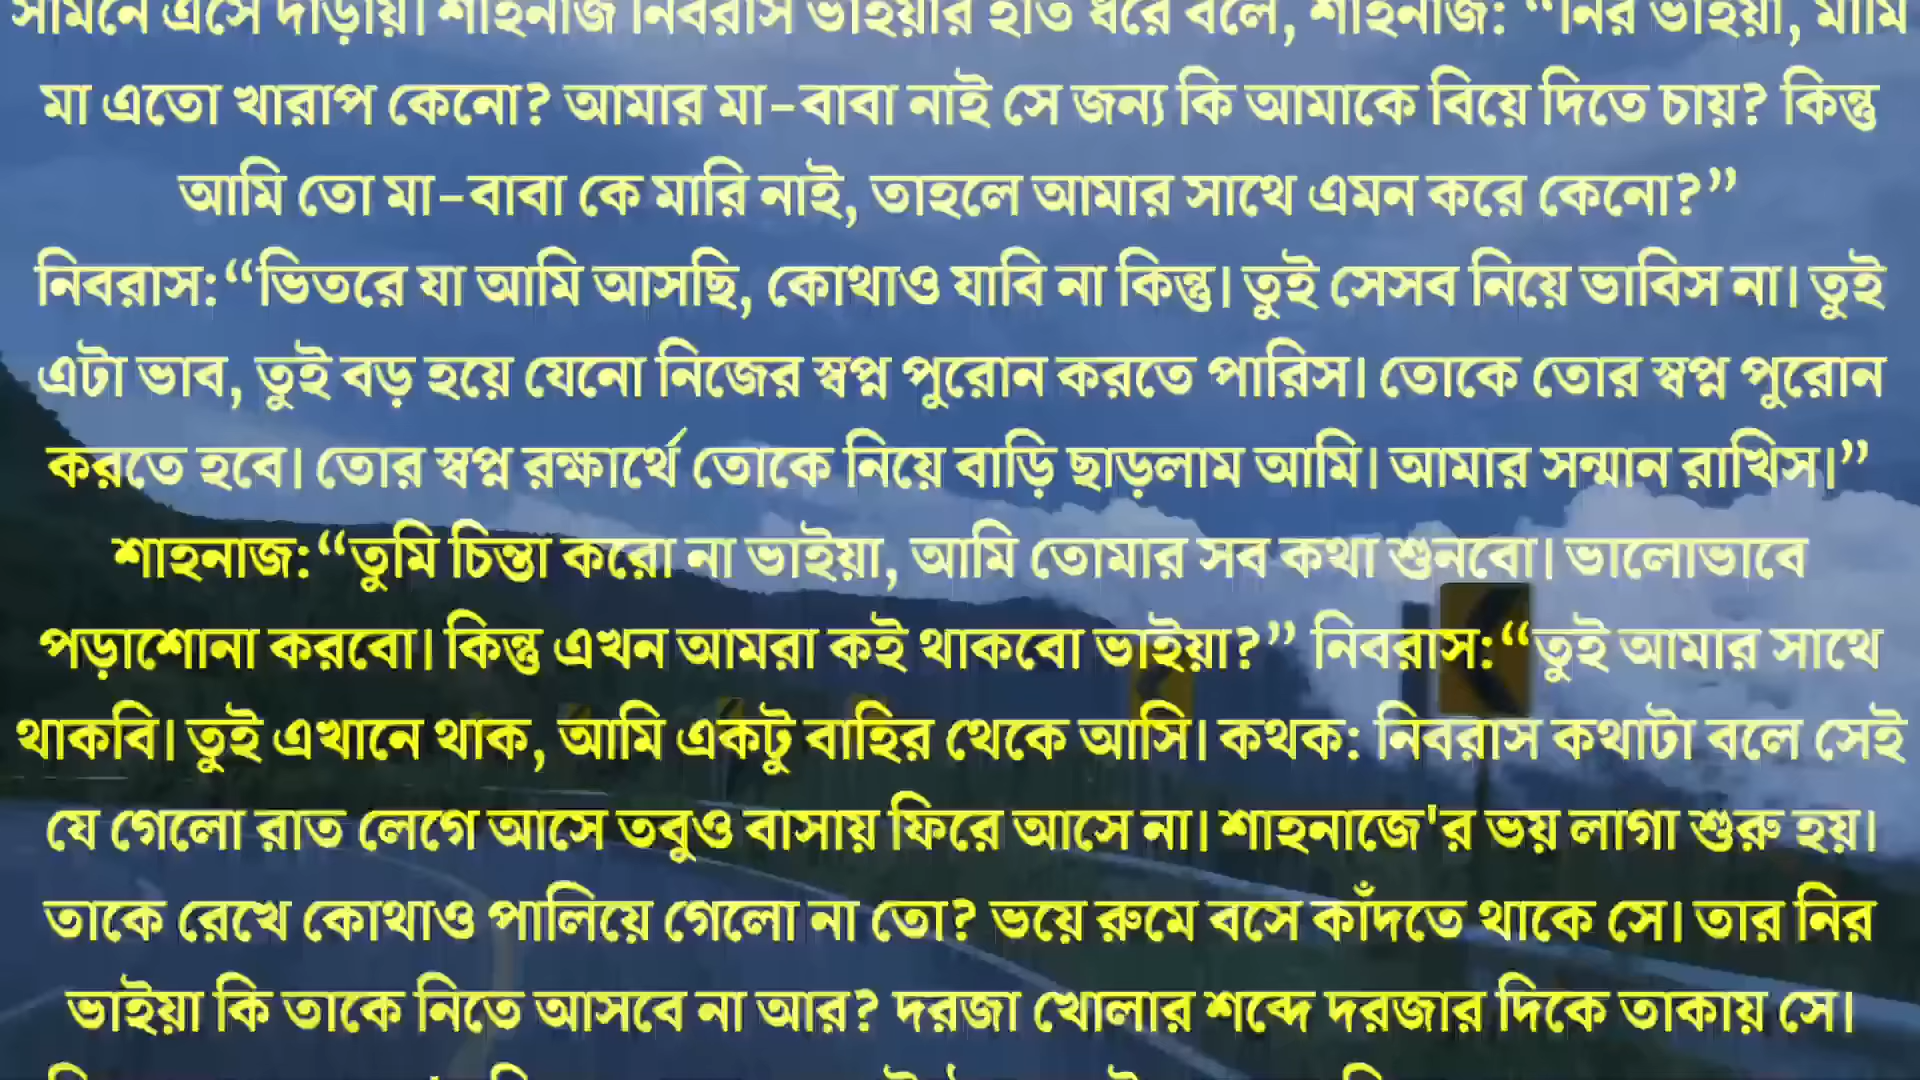 সামনে এসে দাঁড়ায়। শাহনাজ নিবরাস ভাইয়ার হাত ধরে বলে, শাহনাজ: “নির ভাইয়া, মামি
মা এতো খারাপ কেনো? আমার মা-বাবা নাই সে জন্য কি আমাকে বিয়ে দিতে চায়? কিন্তু
আমি তো মা-বাবা কে মারি নাই, তাহলে আমার সাথে এমন করে কেনো?”
নিবরাস:“ভিতরে যা আমি আসছি, কোথাও যাবি না কিন্তু। তুই সেসব নিয়ে ভাবিস না। তুই
এটা ভাব, তুই বড় হয়ে যেনো নিজের স্বপ্ন পুরোন করতে পারিস। তোকে তোর স্বপ্ন পুরোন
করতে হবে। তোর স্বপ্ন রক্ষার্থে তোকে নিয়ে বাড়ি ছাড়লাম আমি। আমার সন্মান রাখিস।”
শাহনাজ:“তুমি চিন্তা করো না ভাইয়া, আমি তোমার সব কথা শুনবো। ভালোভাবে
পড়াশোনা করবো। কিন্তু এখন আমরা কই থাকবো ভাইয়া?” নিবরাস:“তুই আমার সাথে
থাকবি। তুই এখানে থাক, আমি একটু বাহির থেকে আসি। কথক: নিবরাস কথাটা বলে সেই
যে গেলো রাত লেগে আসে তবুও বাসায় ফিরে আসে না। শাহনাজে'র ভয় লাগা শুরু হয়।
তাকে রেখে কোথাও পালিয়ে গেলো না তো? ভয়ে রুমে বসে কাঁদতে থাকে সে। তার নির
ভাইয়া কি তাকে নিতে আসবে না আর? দরজা খোলার শব্দে দরজার দিকে তাকায় সে।